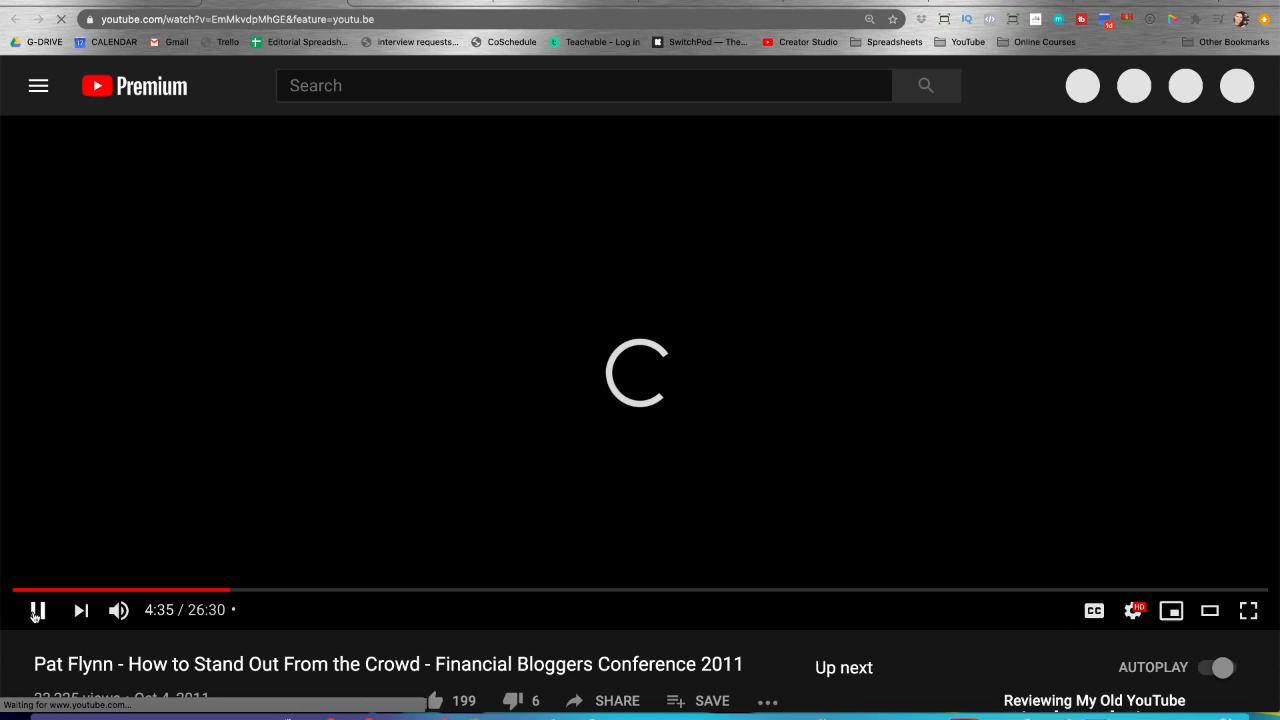 youtube.com/watch?v=EmMkvdpMhGE&feature=youtu.be
G-DRIVE 17 CALENDAR Gmail Trello Editorial Spreadsh... interview requests... CoSchedule Teachable - Log in SwitchPod — The... Creator Studio Spreadsheets YouTube Online Courses Other Bookmarks
Premium
Search
4:35 / 26:30 •
CC HD
Pat Flynn - How to Stand Out From the Crowd - Financial Bloggers Conference 2011
Up next AUTOPLAY
199 6 SHARE SAVE ...
Reviewing My Old YouTube
Waiting for www.youtube.com...